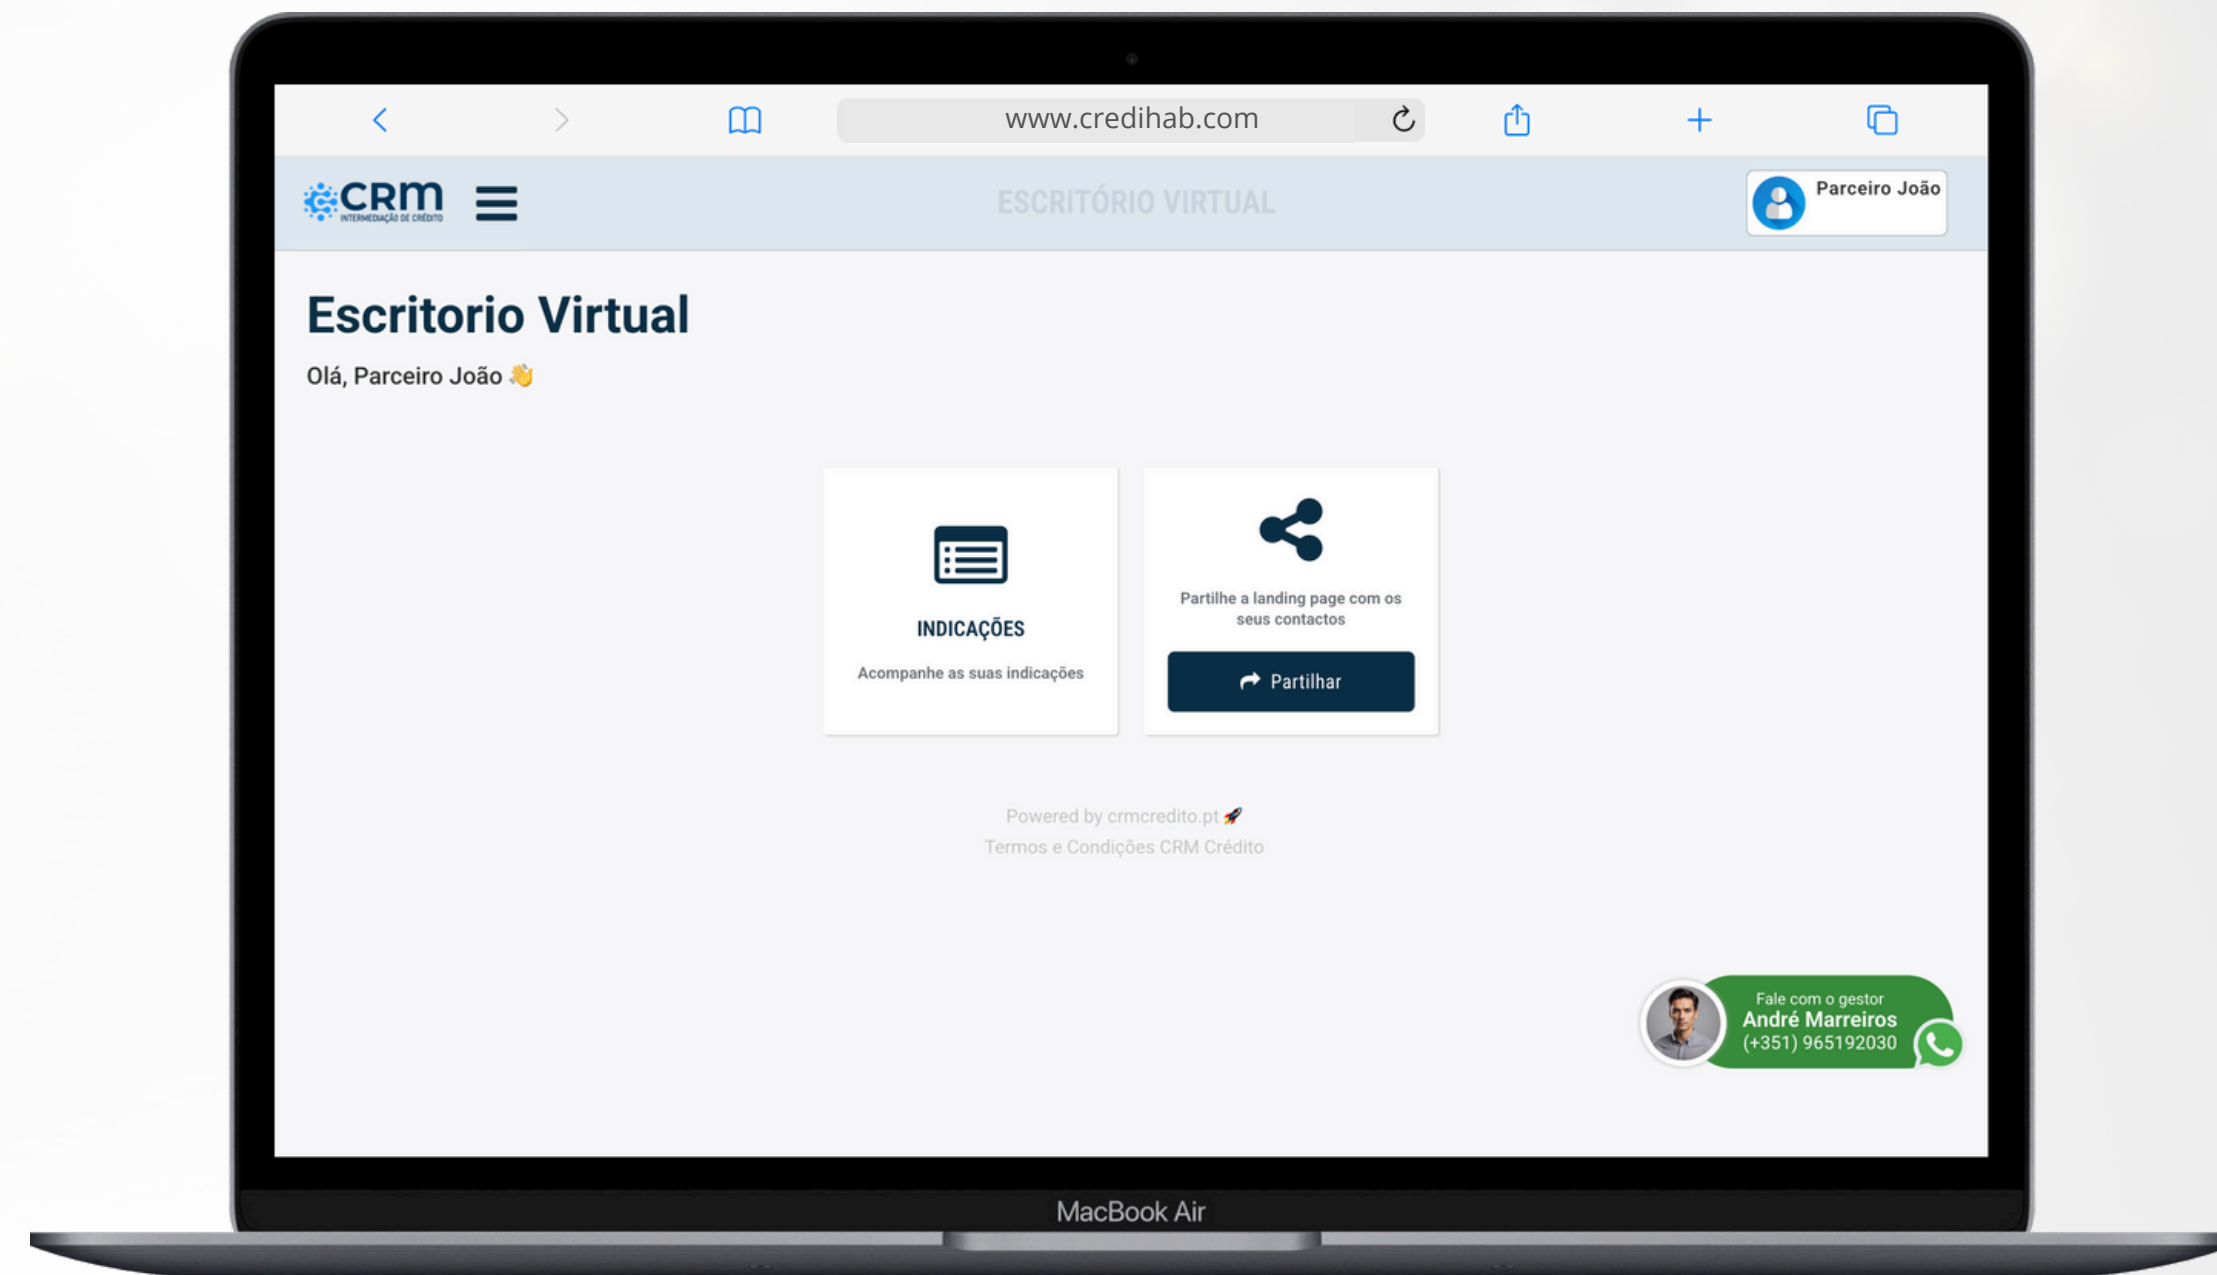 www.credihab.com
CRM
INTERMEDIAÇÃO DE CRÉDITO
ESCRITÓRIO VIRTUAL
Parceiro João
Escritorio Virtual
Olá, Parceiro João 👋
INDICAÇÕES
Acompanhe as suas indicações
Partilhe a landing page com os
seus contactos
Partilhar
Powered by crmcredito.pt 🚀
Termos e Condições CRM Crédito
Fale com o gestor
André Marreiros
(+351) 965192030
MacBook Air